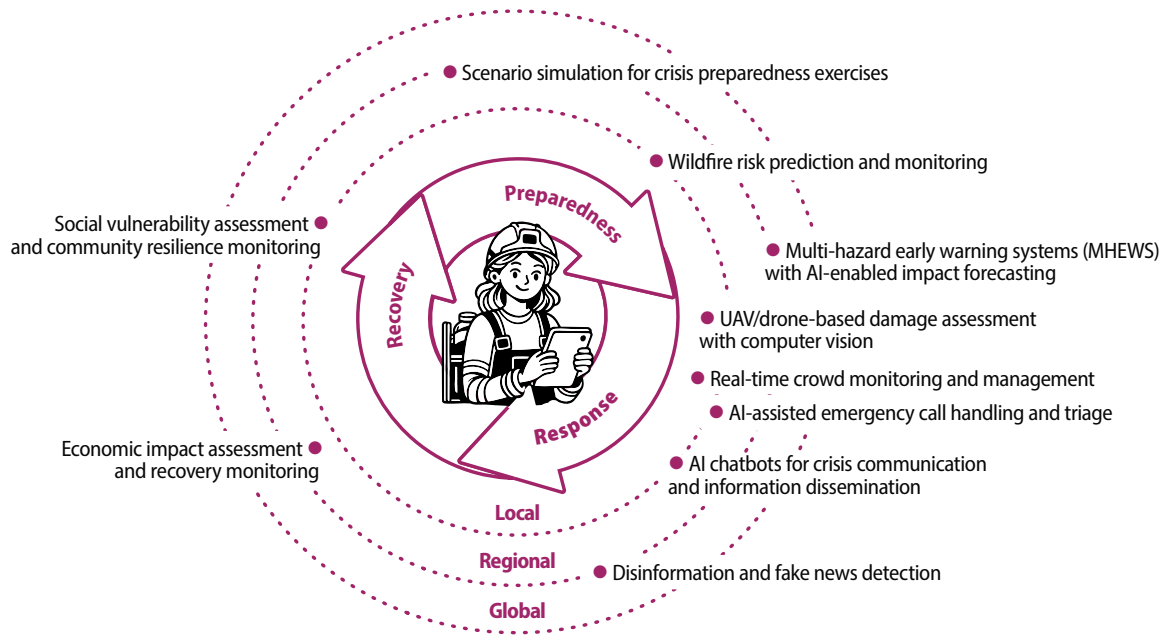 Scenario simulation for crisis preparedness exercises
Wildfire risk prediction and monitoring
Preparedness
Social vulnerability assessment
and community resilience monitoring
Multi-hazard early warning systems (MHEWS)
with AI-enabled impact forecasting
Recovery
UAV/drone-based damage assessment
with computer vision
Real-time crowd monitoring and management
AI-assisted emergency call handling and triage
Response
Economic impact assessment
and recovery monitoring
AI chatbots for crisis communication
and information dissemination
Local
Regional
Disinformation and fake news detection
Global